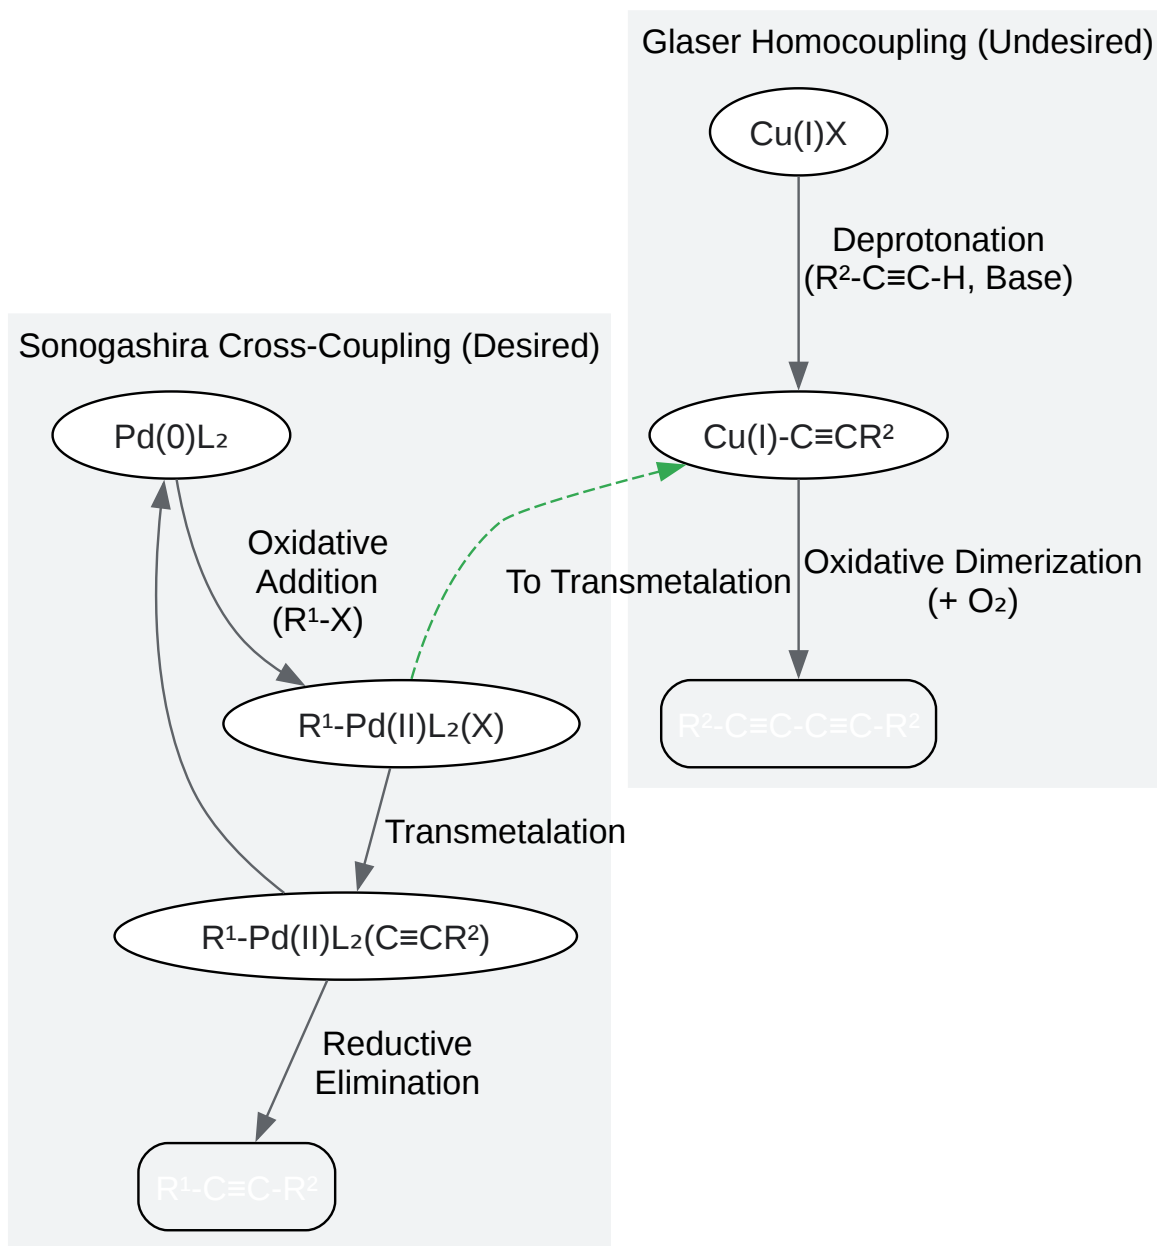 Glaser Homocoupling (Undesired)
Cu(I)X
Deprotonation
(R²-C≡C-H, Base)
Cu(I)-C≡CR²
Oxidative Dimerization
(+ O₂)
R²-C≡C-C≡C-R²
To Transmetalation
Sonogashira Cross-Coupling (Desired)
Pd(0)L₂
Oxidative
Addition
(R¹-X)
R¹-Pd(II)L₂(X)
Transmetalation
R¹-Pd(II)L₂(C≡CR²)
Reductive
Elimination
R¹-C≡C-R²